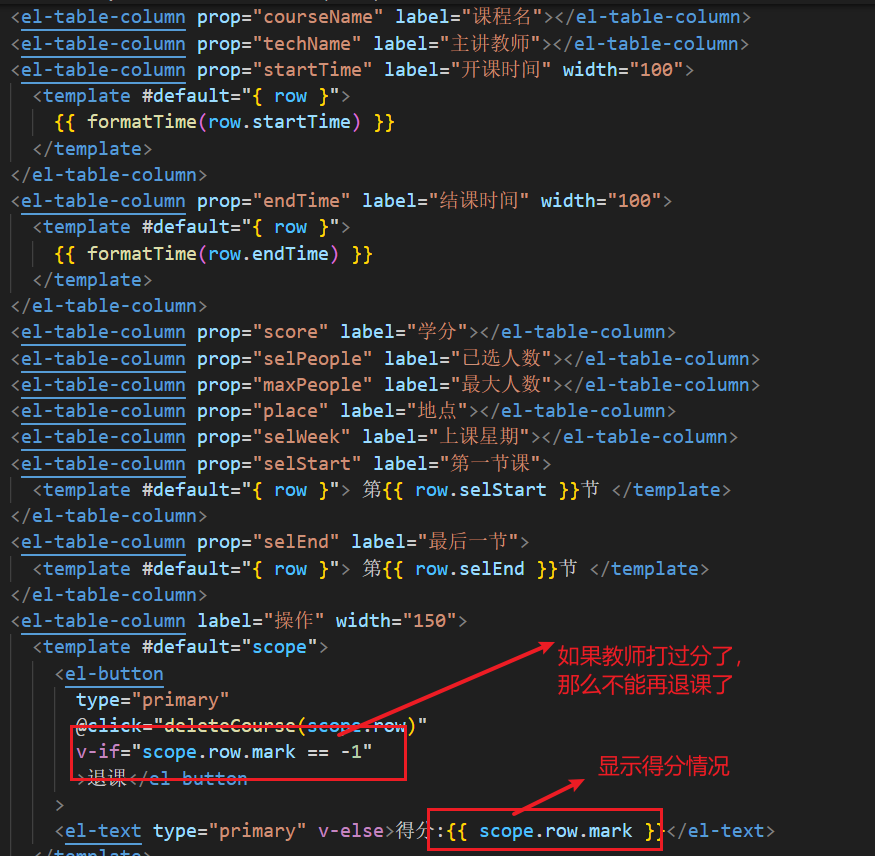 <el-table-column prop="courseName" label="课程名"></el-table-column>
<el-table-column prop="techName" label="主讲教师"></el-table-column>
<el-table-column prop="startTime" label="开课时间" width="100">
<template #default="{ row }">
{{ formatTime(row.startTime) }}
</template>
</el-table-column>
<el-table-column prop="endTime" label="结课时间" width="100">
<template #default="{ row }">
{{ formatTime(row.endTime) }}
</template>
</el-table-column>
<el-table-column prop="score" label="学分"></el-table-column>
<el-table-column prop="selPeople" label="已选人数"></el-table-column>
<el-table-column prop="maxPeople" label="最大人数"></el-table-column>
<el-table-column prop="place" label="地点"></el-table-column>
<el-table-column prop="selWeek" label="上课星期"></el-table-column>
<el-table-column prop="selStart" label="第一节课">
<template #default="{ row }"> 第{{ row.selStart }}节 </template>
</el-table-column>
<el-table-column prop="selEnd" label="最后一节">
<template #default="{ row }"> 第{{ row.selEnd }}节 </template>
</el-table-column>
<el-table-column label="操作" width="150">
<template #default="scope">
<el-button
type="primary"
@click="deleteCourse(scope.row)"
v-if="scope.row.mark == -1"
>退课</el-button
>
<el-text type="primary" v-else>得分:{{ scope.row.mark }}</el-text>
</template>
如果教师打过分了，
那么不能再退课了
显示得分情况